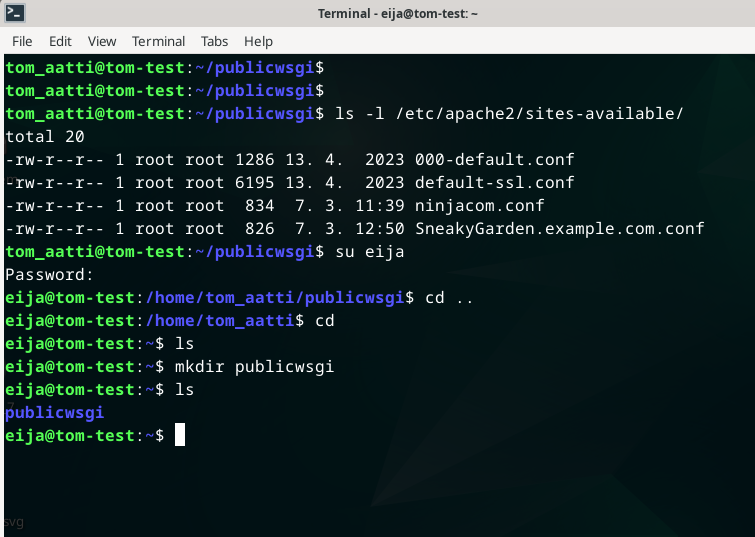 Terminal - eija@tom-test: ~
File Edit View Terminal Tabs Help
tom_aatti@tom-test:~/publicwsgi$
tom_aatti@tom-test:~/publicwsgi$
tom_aatti@tom-test:~/publicwsgi$ ls -l /etc/apache2/sites-available/
total 20
-rw-r--r-- 1 root root 1286 13. 4.  2023 000-default.conf
-rw-r--r-- 1 root root 6195 13. 4.  2023 default-ssl.conf
-rw-r--r-- 1 root root  834  7. 3. 11:39 ninjacom.conf
-rw-r--r-- 1 root root  826  7. 3. 12:50 SneakyGarden.example.com.conf
tom_aatti@tom-test:~/publicwsgi$ su eija
Password:
eija@tom-test:/home/tom_aatti/publicwsgi$ cd ..
eija@tom-test:/home/tom_aatti$ cd
eija@tom-test:~$ ls
eija@tom-test:~$ mkdir publicwsgi
eija@tom-test:~$ ls
publicwsgi
eija@tom-test:~$
svg